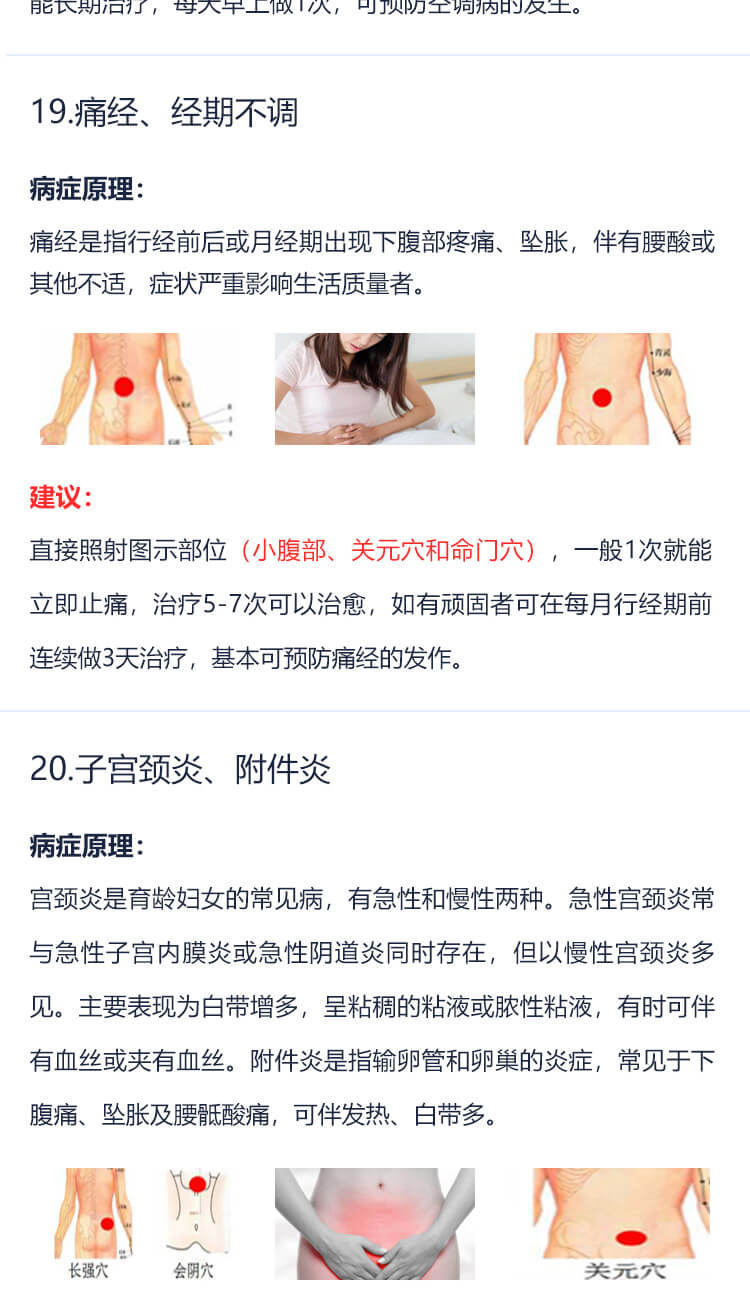 能长期治疗，每天早上做1次，可预防空调病的发生。
19.痛经、经期不调
病症原理：
痛经是指行经前后或月经期出现下腹部疼痛、坠胀，伴有腰酸或
其他不适，症状严重影响生活质量者。
青灵
少海
建议：
直接照射图示部位（小腹部、关元穴和命门穴），一般1次就能
立即止痛，治疗5-7次可以治愈，如有顽固者可在每月行经期前
连续做3天治疗，基本可预防痛经的发作。
20.子宫颈炎、附件炎
病症原理：
宫颈炎是育龄妇女的常见病，有急性和慢性两种。急性宫颈炎常
与急性子宫内膜炎或急性阴道炎同时存在，但以慢性宫颈炎多
见。主要表现为白带增多，呈粘稠的粘液或脓性粘液，有时可伴
有血丝或夹有血丝。附件炎是指输卵管和卵巢的炎症，常见于下
腹痛、坠胀及腰骶酸痛，可伴发热、白带多。
长强穴
会阴穴
关元穴